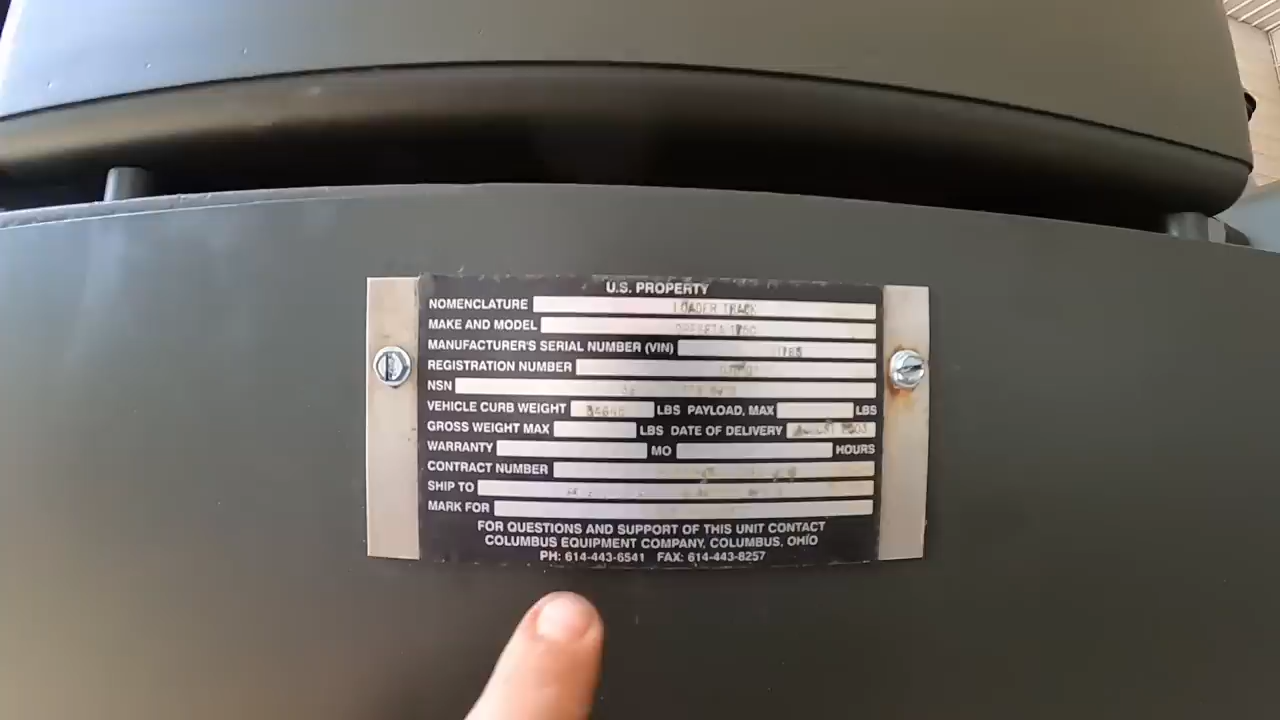 U.S. PROPERTY
NOMENCLATURE LOADER TRACK
MAKE AND MODEL
MANUFACTURER'S SERIAL NUMBER (VIN)
REGISTRATION NUMBER
NSN
VEHICLE CURB WEIGHT LBS PAYLOAD, MAX LBS
GROSS WEIGHT MAX LBS DATE OF DELIVERY
WARRANTY MO HOURS
CONTRACT NUMBER
SHIP TO
MARK FOR
FOR QUESTIONS AND SUPPORT OF THIS UNIT CONTACT
COLUMBUS EQUIPMENT COMPANY, COLUMBUS, OHIO
PH: 614-443-6541 FAX: 614-443-8257